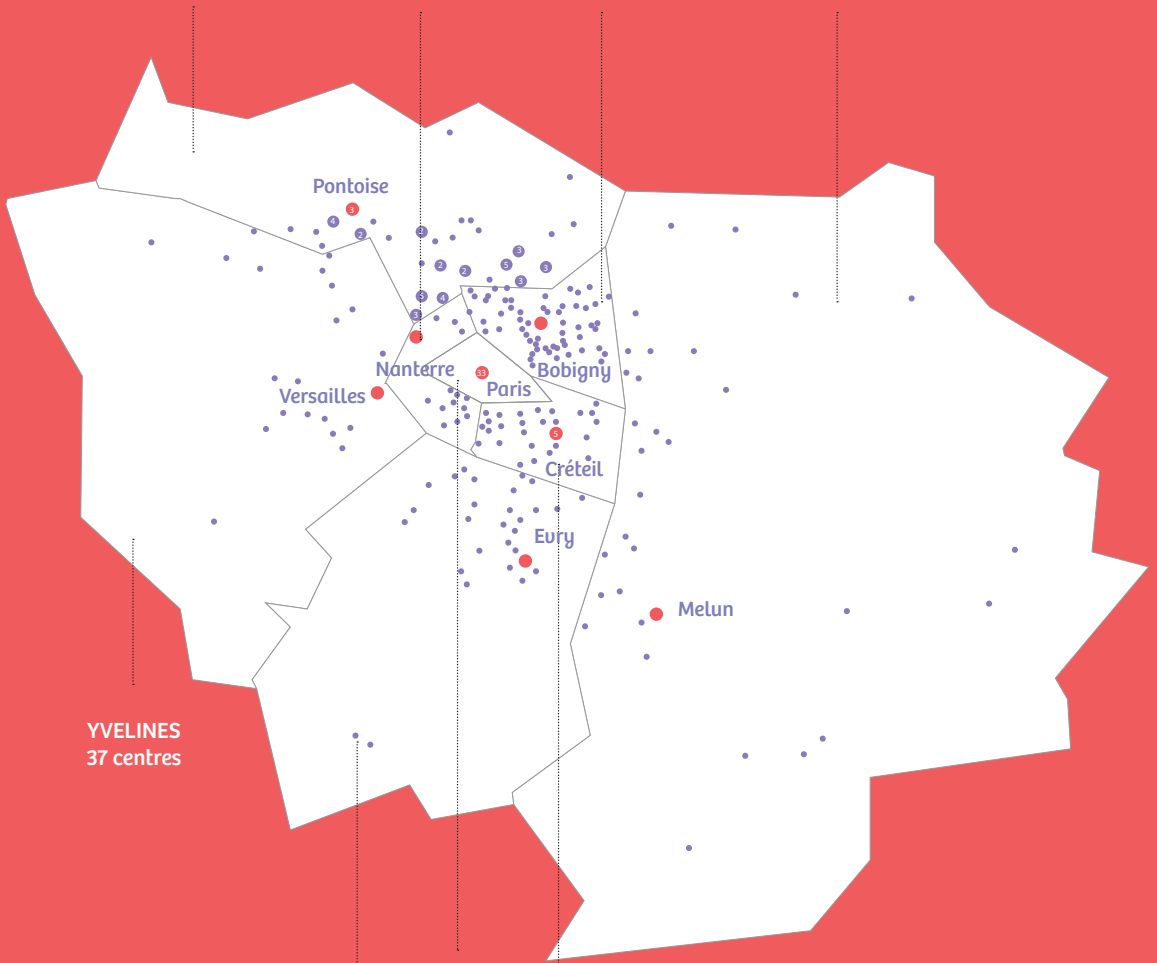 Pontoise
3
4
2
2
3
2
2
5
3
3
5
4
3
Nanterre
33
Bobigny
Versailles
Paris
5
Créteil
Evry
Melun
YVELINES
37 centres